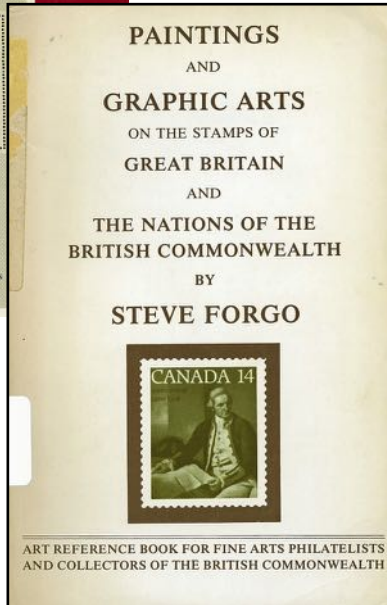 PAINTINGS
AND
GRAPHIC ARTS
ON THE STAMPS OF
GREAT BRITAIN
AND
THE NATIONS OF THE
BRITISH COMMONWEALTH
BY
STEVE FORGO
CANADA 14
ART REFERENCE BOOK FOR FINE ARTS PHILATELISTS
AND COLLECTORS OF THE BRITISH COMMONWEALTH